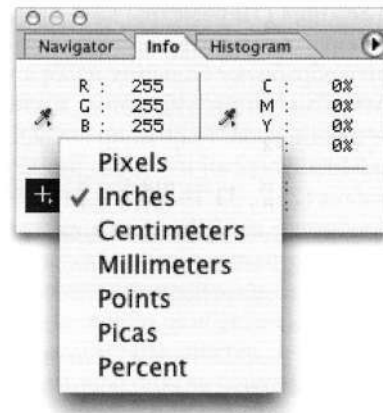 Navigator Info Histogram
R : 255 C : 0%
G : 255 M : 0%
B : 255 Y : 0%
: 0%
Pixels
✓ Inches :
Centimeters :
Millimeters
Points
Picas
Percent